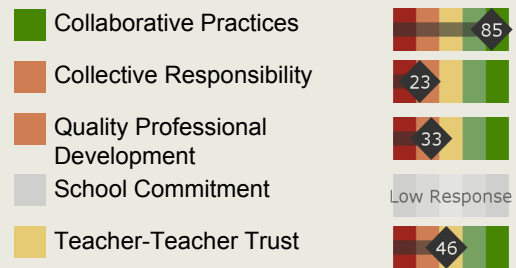 Collaborative Practices 85
Collective Responsibility 23
Quality Professional
Development 33
School Commitment Low Response
Teacher-Teacher Trust 46